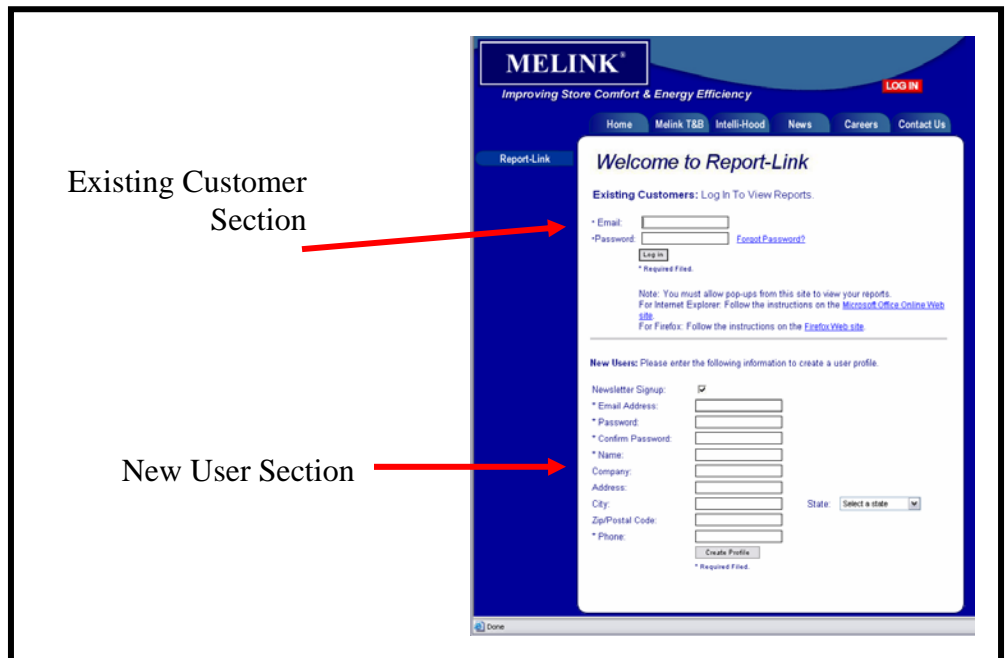 MELINK®
Improving Store Comfort & Energy Efficiency
LOG IN
Home Melink T&B Intelli-Hood News Careers Contact Us
Report-Link
Welcome to Report-Link
Existing Customer
Section
Existing Customers: Log In To View Reports.
* Email:
*Password: Forgot Password?
Log in
* Required Filed.
Note: You must allow pop-ups from this site to view your reports.
For Internet Explorer: Follow the instructions on the Microsoft Office Online Web
site.
For Firefox: Follow the instructions on the Firefox Web site.
New User Section
New Users: Please enter the following information to create a user profile.
Newsletter Signup:
* Email Address:
* Password:
* Confirm Password:
* Name:
Company:
Address:
City: State: Select a state
Zip/Postal Code:
* Phone:
Create Profile
* Required Filed.
Done